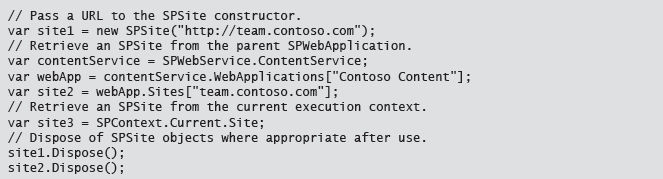 // Pass a URL to the SPSite constructor.
var site1 = new SPSite("http://team.contoso.com");
// Retrieve an SPSite from the parent SPWebApplication.
var contentService = SPWebService.ContentService;
var webApp = contentService.WebApplications["Contoso Content"];
var site2 = webApp.Sites["team.contoso.com"];
// Retrieve an SPSite from the current execution context.
var site3 = SPContext.Current.Site;
// Dispose of SPSite objects where appropriate after use.
site1.Dispose();
site2.Dispose();